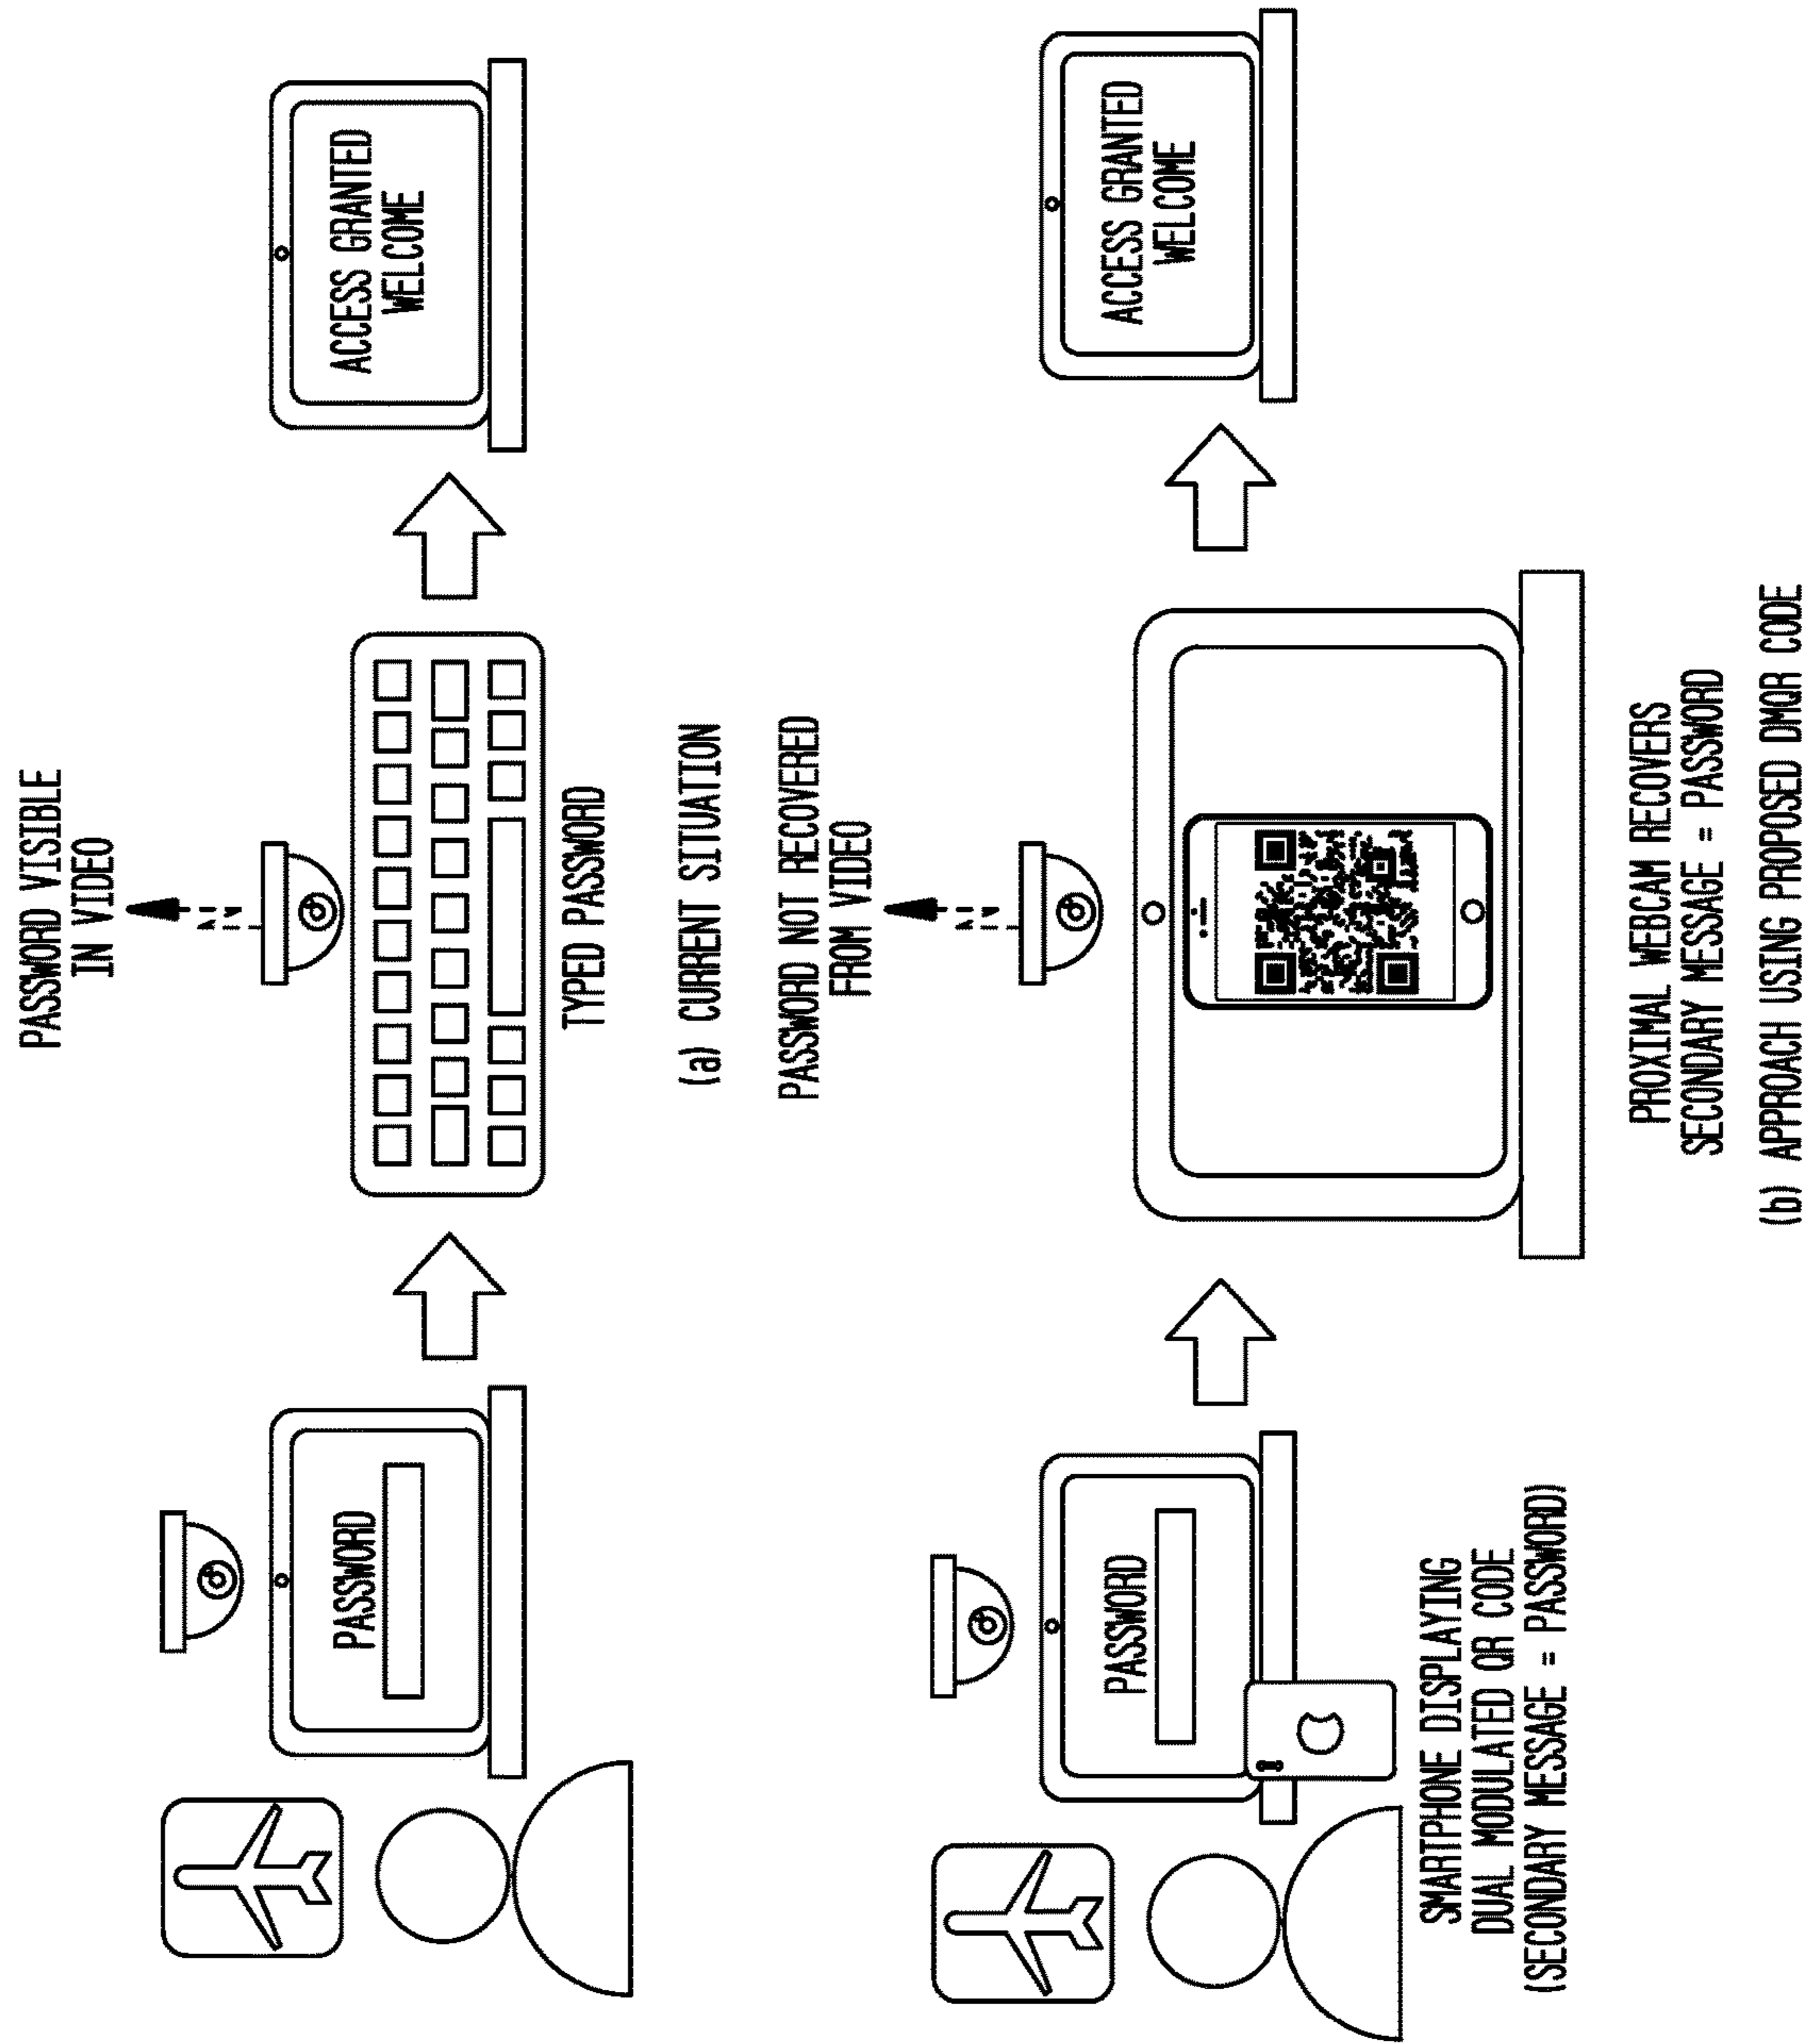 PASSWORD VISIBLE
IN VIDEO
PASSWORD
ACCESS GRANTED
WELCOME
TYPED PASSWORD
(a) CURRENT SITUATION
PASSWORD NOT RECOVERED
FROM VIDEO
PASSWORD
ACCESS GRANTED
WELCOME
SMARTPHONE DISPLAYING
DUAL MODULATED QR CODE
(SECONDARY MESSAGE = PASSWORD)
PROXIMAL WEBCAM RECOVERS
SECONDARY MESSAGE = PASSWORD
(b) APPROACH USING PROPOSED DMQR CODE